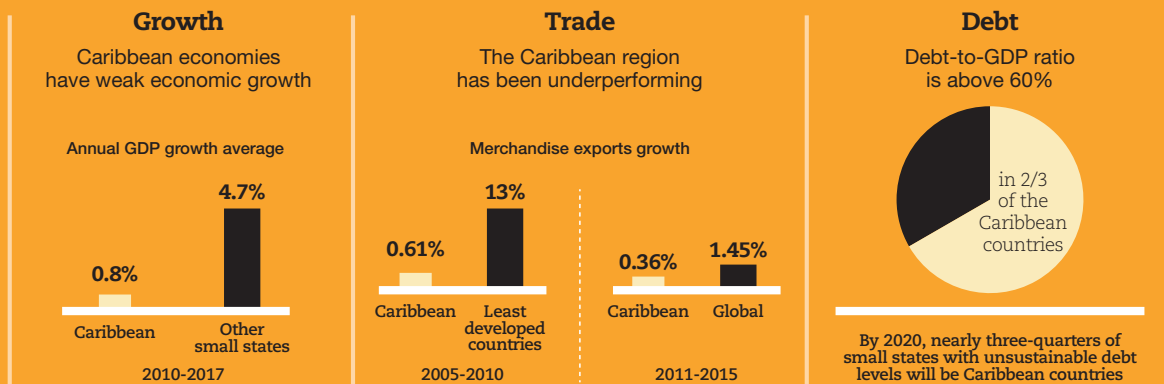 Growth
Caribbean economies
have weak economic growth
Annual GDP growth average
0.8%
4.7%
Caribbean
Other
small states
2010-2017
Trade
The Caribbean region
has been underperforming
Merchandise exports growth
0.61%
13%
Caribbean
Least
developed
countries
2005-2010
0.36%
1.45%
Caribbean
Global
2011-2015
Debt
Debt-to-GDP ratio
is above 60%
in 2/3
of the
Caribbean
countries
By 2020, nearly three-quarters of
small states with unsustainable debt
levels will be Caribbean countries